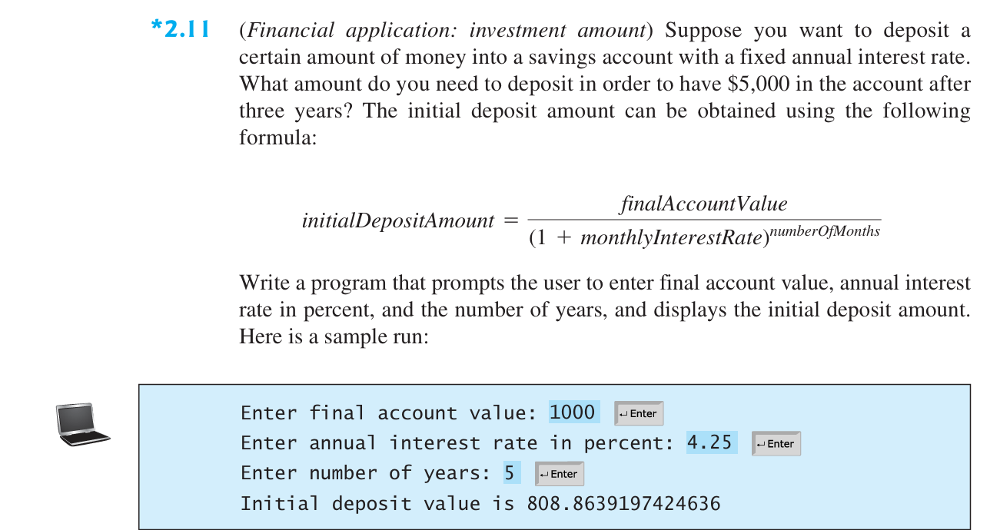 *2.11 (Financial application: investment amount) Suppose you want to deposit a
certain amount of money into a savings account with a fixed annual interest rate.
What amount do you need to deposit in order to have $5,000 in the account after
three years? The initial deposit amount can be obtained using the following
formula:
initialDepositAmount = finalAccountValue / (1 + monthlyInterestRate)^numberOfMonths
Write a program that prompts the user to enter final account value, annual interest
rate in percent, and the number of years, and displays the initial deposit amount.
Here is a sample run:
Enter final account value: 1000 ↵Enter
Enter annual interest rate in percent: 4.25 ↵Enter
Enter number of years: 5 ↵Enter
Initial deposit value is 808.8639197424636